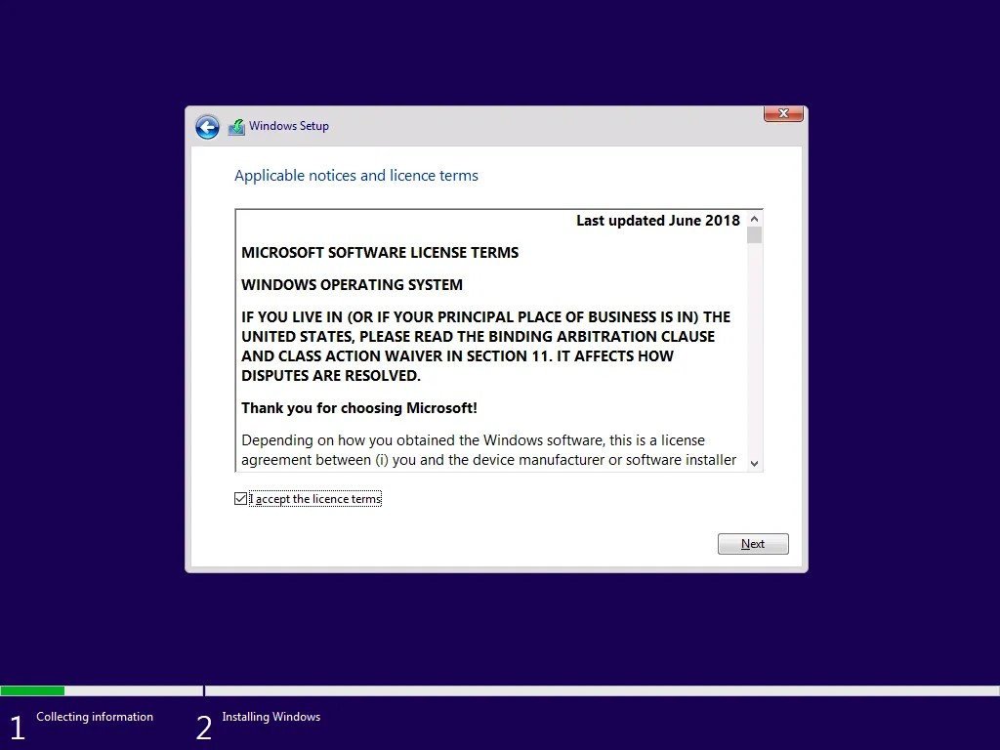 Windows Setup
Applicable notices and licence terms
Last updated June 2018
MICROSOFT SOFTWARE LICENSE TERMS
WINDOWS OPERATING SYSTEM
IF YOU LIVE IN (OR IF YOUR PRINCIPAL PLACE OF BUSINESS IS IN) THE
UNITED STATES, PLEASE READ THE BINDING ARBITRATION CLAUSE
AND CLASS ACTION WAIVER IN SECTION 11. IT AFFECTS HOW
DISPUTES ARE RESOLVED.
Thank you for choosing Microsoft!
Depending on how you obtained the Windows software, this is a license
agreement between (i) you and the device manufacturer or software installer
I accept the licence terms
Next
1 Collecting information
2 Installing Windows